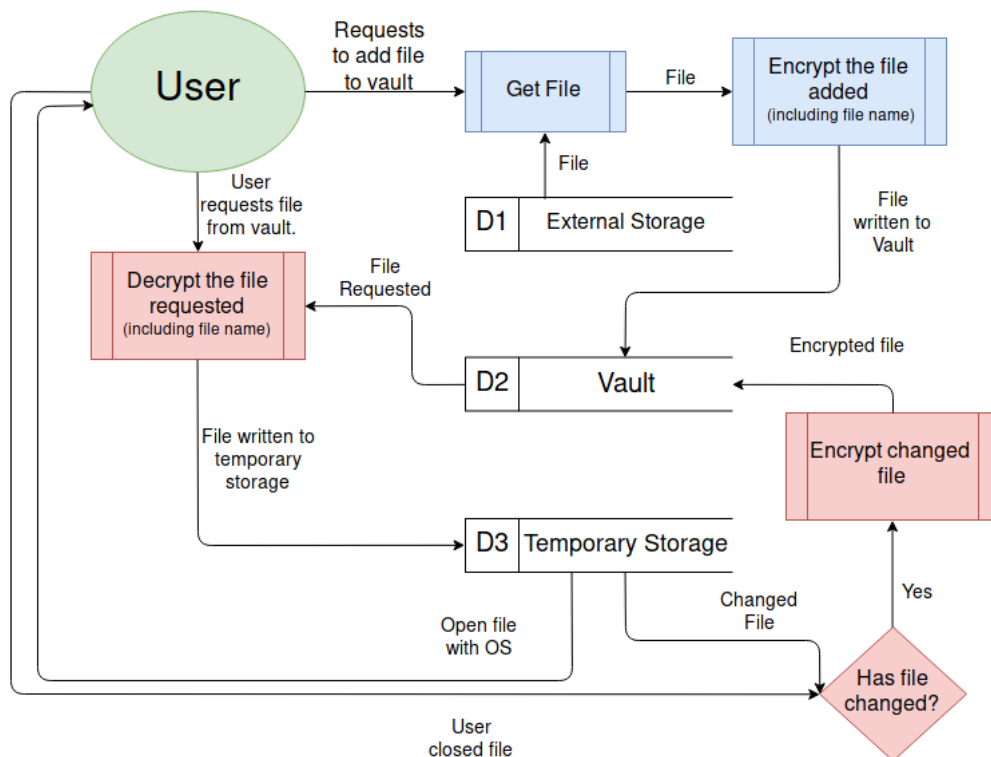 User
Requests
to add file
to vault
Get File
File
Encrypt the file
added
(including file name)
File
D1
External Storage
File
written to
Vault
User
requests file
from vault.
Decrypt the file
requested
(including file name)
File
Requested
D2
Vault
Encrypted file
Encrypt changed
file
File written to
temporary
storage
D3
Temporary Storage
Open file
with OS
Changed
File
Yes
Has file
changed?
User
closed file